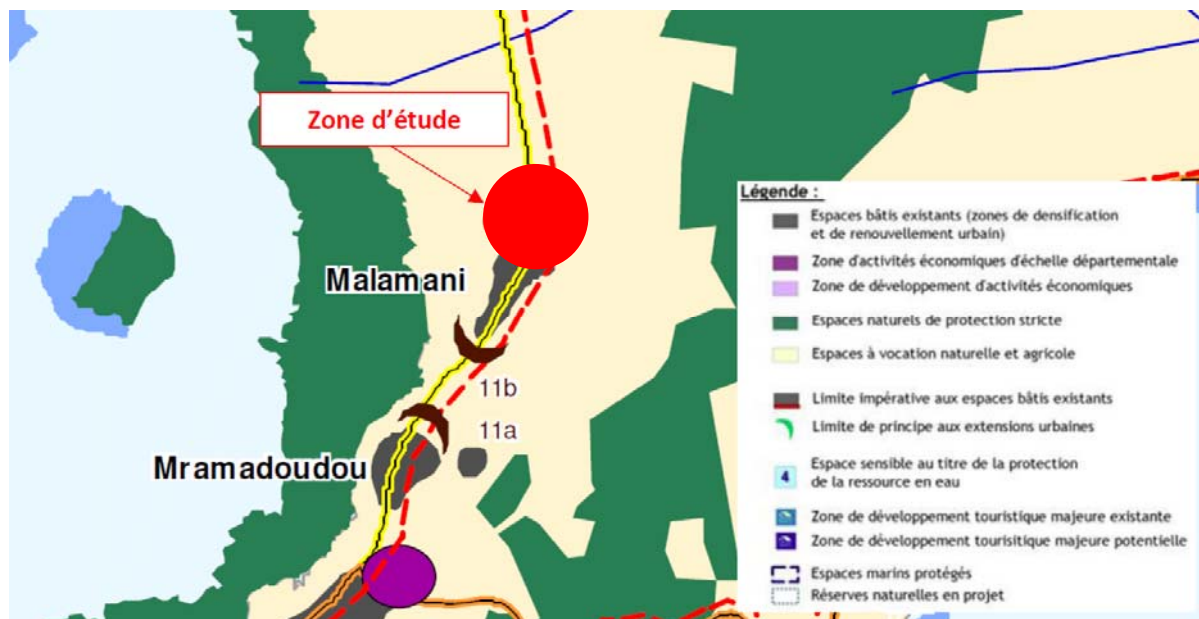 Zone d'étude
Malamani
11b
11a
Mramadoudou
Légende :
Espaces bâtis existants (zones de densification
et de renouvellement urbain)
Zone d'activités économiques d'échelle départementale
Zone de développement d'activités économiques
Espaces naturels de protection stricte
Espaces à vocation naturelle et agricole
Limite impérative aux espaces bâtis existants
Limite de principe aux extensions urbaines
4
Espace sensible au titre de la protection
de la ressource en eau
Zone de développement touristique majeure existante
Zone de développement tourisitique majeure potentielle
Espaces marins protégés
Réserves naturelles en projet